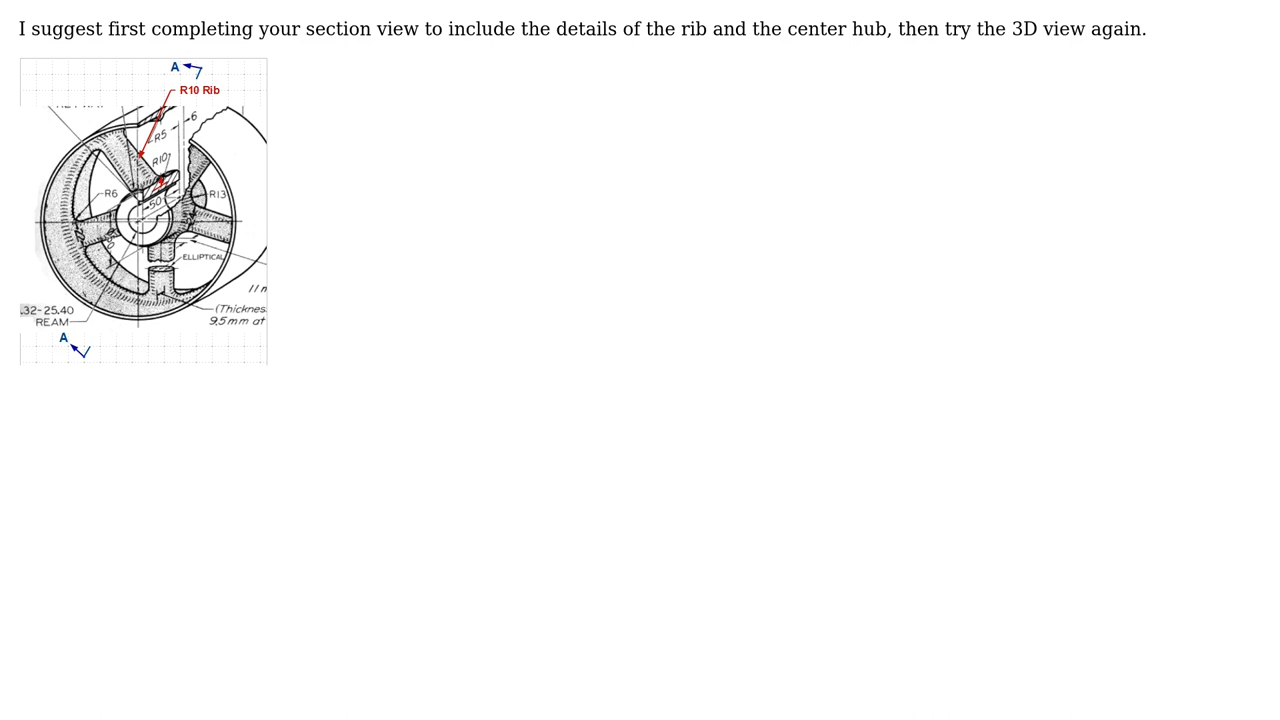 I suggest first completing your section view to include the details of the rib and the center hub, then try the 3D view again.
A
R10 Rib
6
R5
R10
R6
50
R13
ELLIPTICAL
11
.32-25.40
REAM
(Thicknes
9.5mm at
A